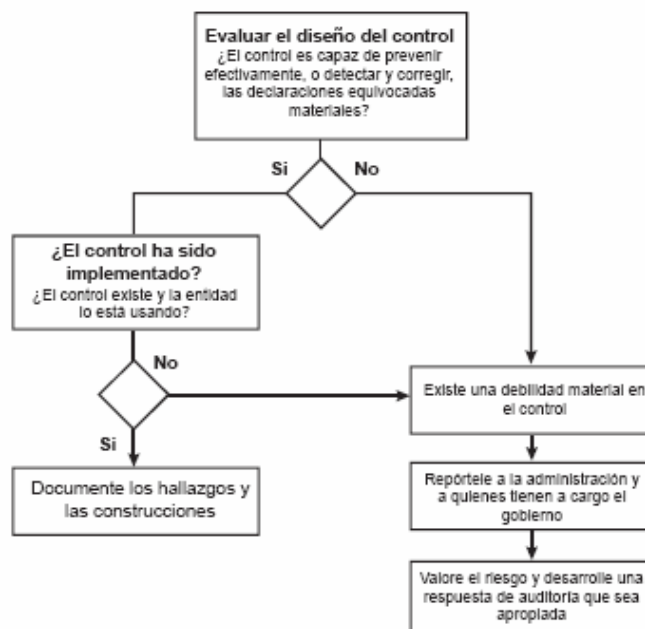 Evaluar el diseño del control
¿El control es capaz de prevenir
efectivamente, o detectar y corregir,
las declaraciones equivocadas
materiales?
Si
No
¿El control ha sido
implementado?
¿El control existe y la entidad
lo está usando?
No
Si
Existe una debilidad material en
el control
Documente los hallazgos y
las construcciones
Repórtele a la administración y
a quienes tienen a cargo el
gobierno
Valore el riesgo y desarrolle una
respuesta de auditoría que sea
apropiada